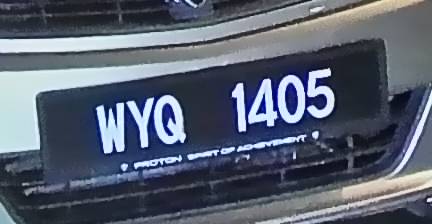 WYQ 1405
PROTON SPIRIT OF ACHIEVEMENT